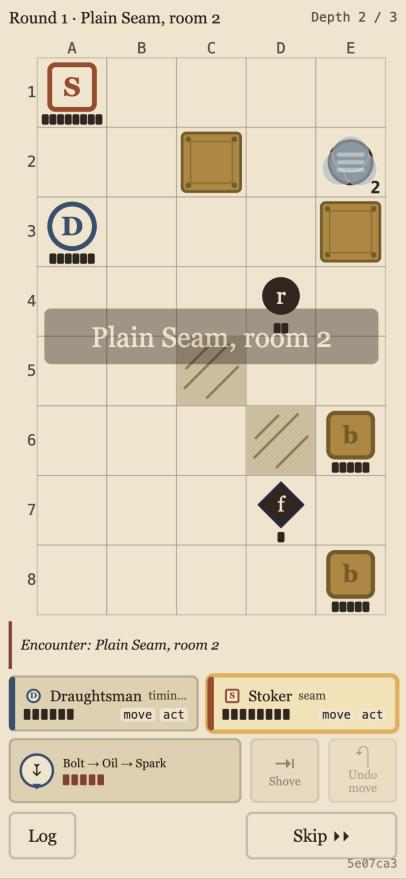 Round 1 · Plain Seam, room 2
Depth 2 / 3
A B C D E
1 S
2 2
3 D
4 r
Plain Seam, room 2
5
6 b
7 f
8 b
Encounter: Plain Seam, room 2
D Draughtsman timin... move act
S Stoker seam move act
Bolt → Oil → Spark
Shove
Undo
move
Log
Skip
5e07ca3